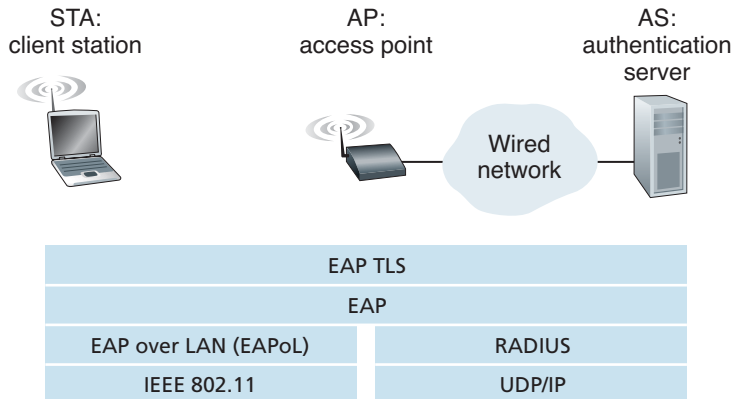 STA:
client station
AP:
access point
AS:
authentication
server
Wired
network
EAP TLS
EAP
EAP over LAN (EAPoL)
RADIUS
IEEE 802.11
UDP/IP